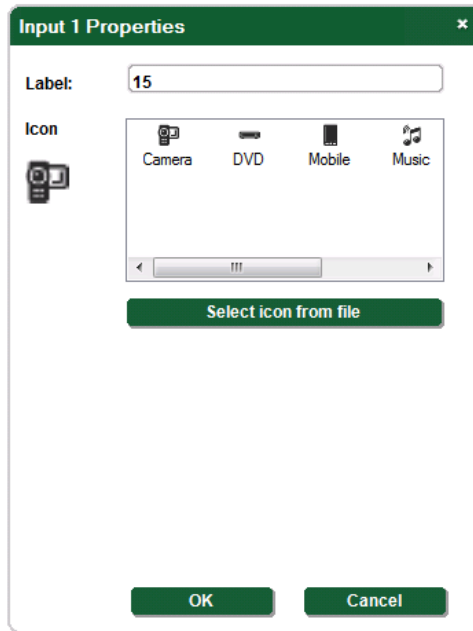 Input 1 Properties
Label: 15
Icon
Camera DVD Mobile Music
Select icon from file
OK Cancel